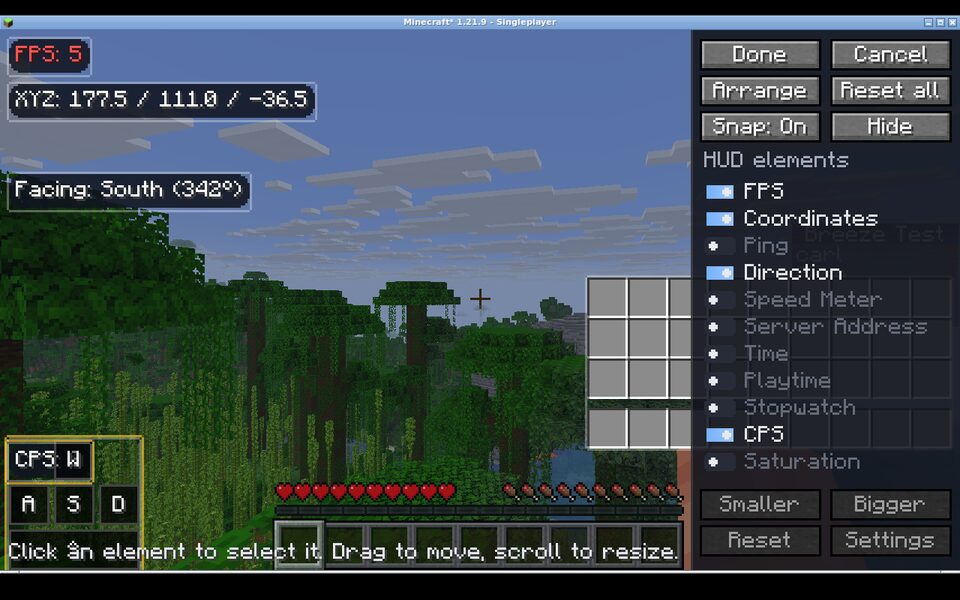 Minecraft* 1.21.9 - Singleplayer
FPS: 5
XYZ: 177.5 / 111.0 / -36.5
Facing: South (342°)
Done
Cancel
Arrange
Reset all
Snap: On
Hide
HUD elements
FPS
Coordinates
Breeze Test
Ping
Direction
Speed Meter
Server Address
Time
Playtime
Stopwatch
CPS
Saturation
CPS: W
A S D
Click an element to select it. Drag to move, scroll to resize.
Smaller
Bigger
Reset
Settings